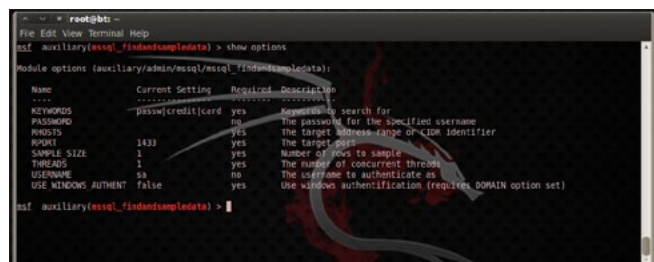 root@bt: ~
File Edit View Terminal Help
msf auxiliary(mssql_findandsampledata) > show options
Module options (auxiliary/admin/mssql/mssql_findandsampledata):
Name Current Setting Required Description
---- --------------- -------- -----------
KEYWORDS passw|credit|card yes Keywords to search for
PASSWORD no The password for the specified username
RHOSTS yes The target address range or CIDR identifier
RPORT 1433 yes The target port
SAMPLE_SIZE 1 yes Number of rows to sample
THREADS 1 yes The number of concurrent threads
USERNAME sa no The username to authenticate as
USE_WINDOWS_AUTHENT false yes Use windows authentification (requires DOMAIN option set)
msf auxiliary(mssql_findandsampledata) >